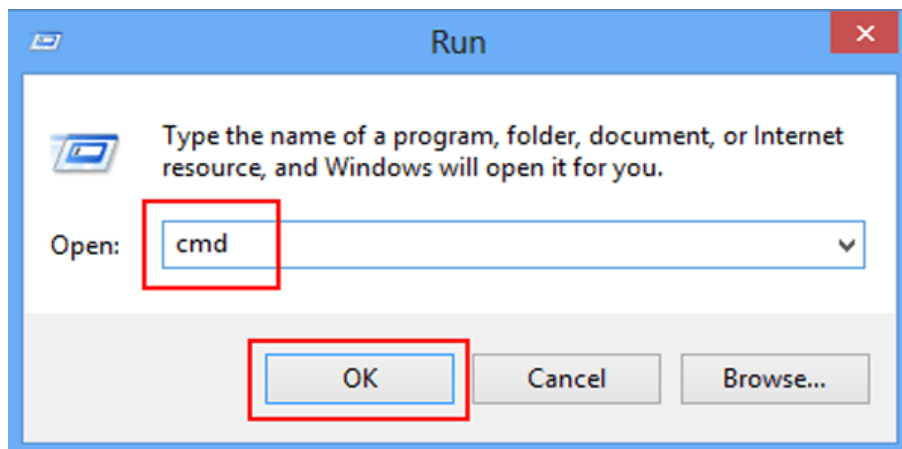 Run
Type the name of a program, folder, document, or Internet
resource, and Windows will open it for you.
Open: cmd
OK Cancel Browse...